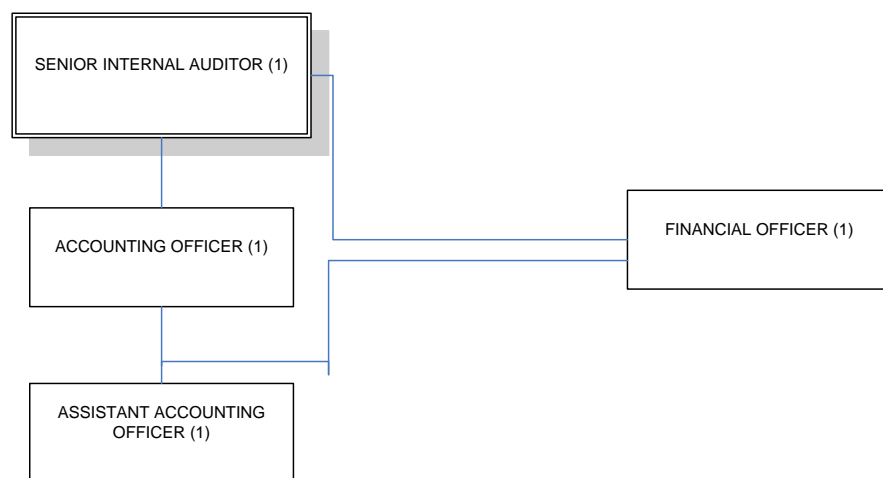 SENIOR INTERNAL AUDITOR (1)
ACCOUNTING OFFICER (1)
FINANCIAL OFFICER (1)
ASSISTANT ACCOUNTING
OFFICER (1)